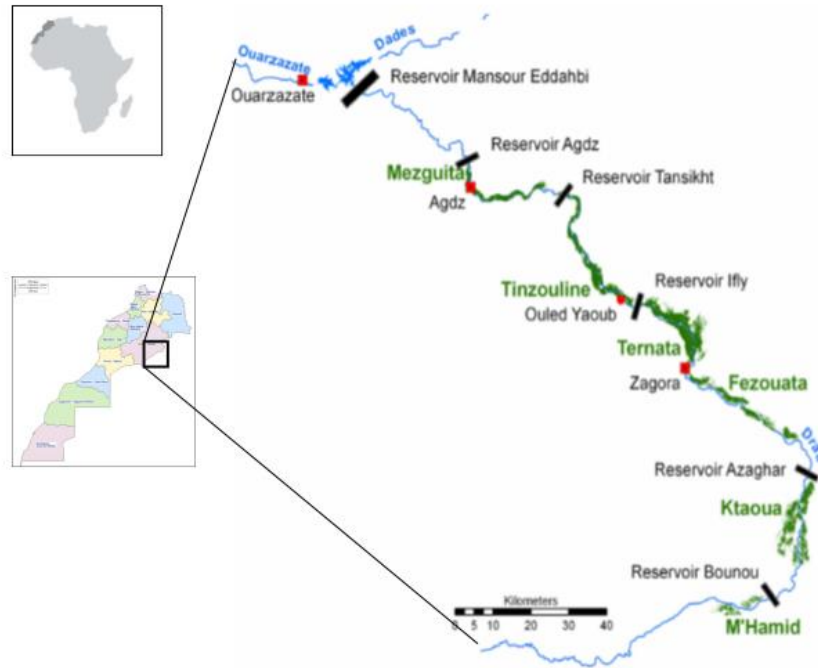 Ouarzazate
Dades
Ouarzazate
Reservoir Mansour Eddahbi
Reservoir Agdz
Mezguita
Reservoir Tansikht
Agdz
Tinzouline
Reservoir Ifly
Ouled Yaoub
Ternata
Zagora
Fezouata
Reservoir Azaghar
Ktaoua
Reservoir Bounou
Kilometers
0 5 10 20 30 40
M'Hamid